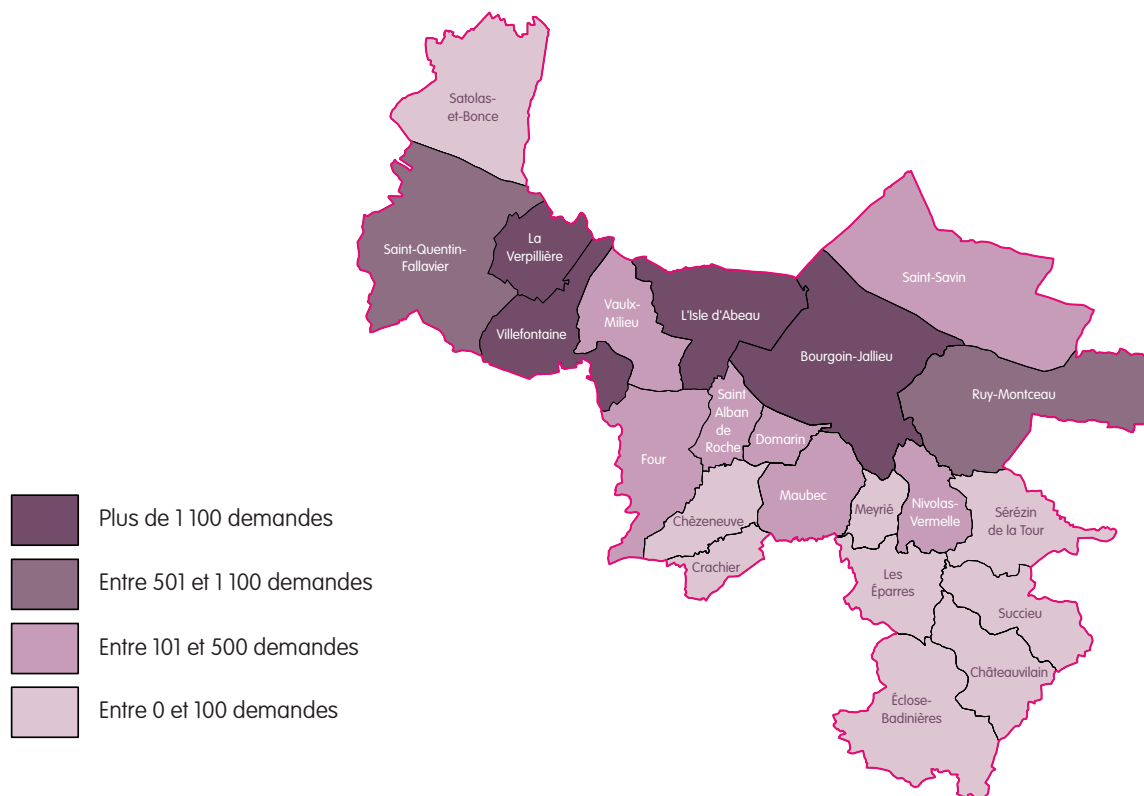 Satolas-
et-Bonce
Saint-Quentin-
Fallavier
La
Verpillière
Villefontaine
Vaulx-
Milieu
L'Isle d'Abeau
Bourgoin-Jallieu
Saint-Savin
Ruy-Montceau
Saint
Alban
de
Roche
Domarin
Four
Maubec
Chèzeneuve
Crachier
Meyrié
Nivolas-
Vermelle
Sérézin
de la Tour
Les
Éparres
Succieu
Châteauvilain
Éclose-
Badinières
Plus de 1 100 demandes
Entre 501 et 1 100 demandes
Entre 101 et 500 demandes
Entre 0 et 100 demandes